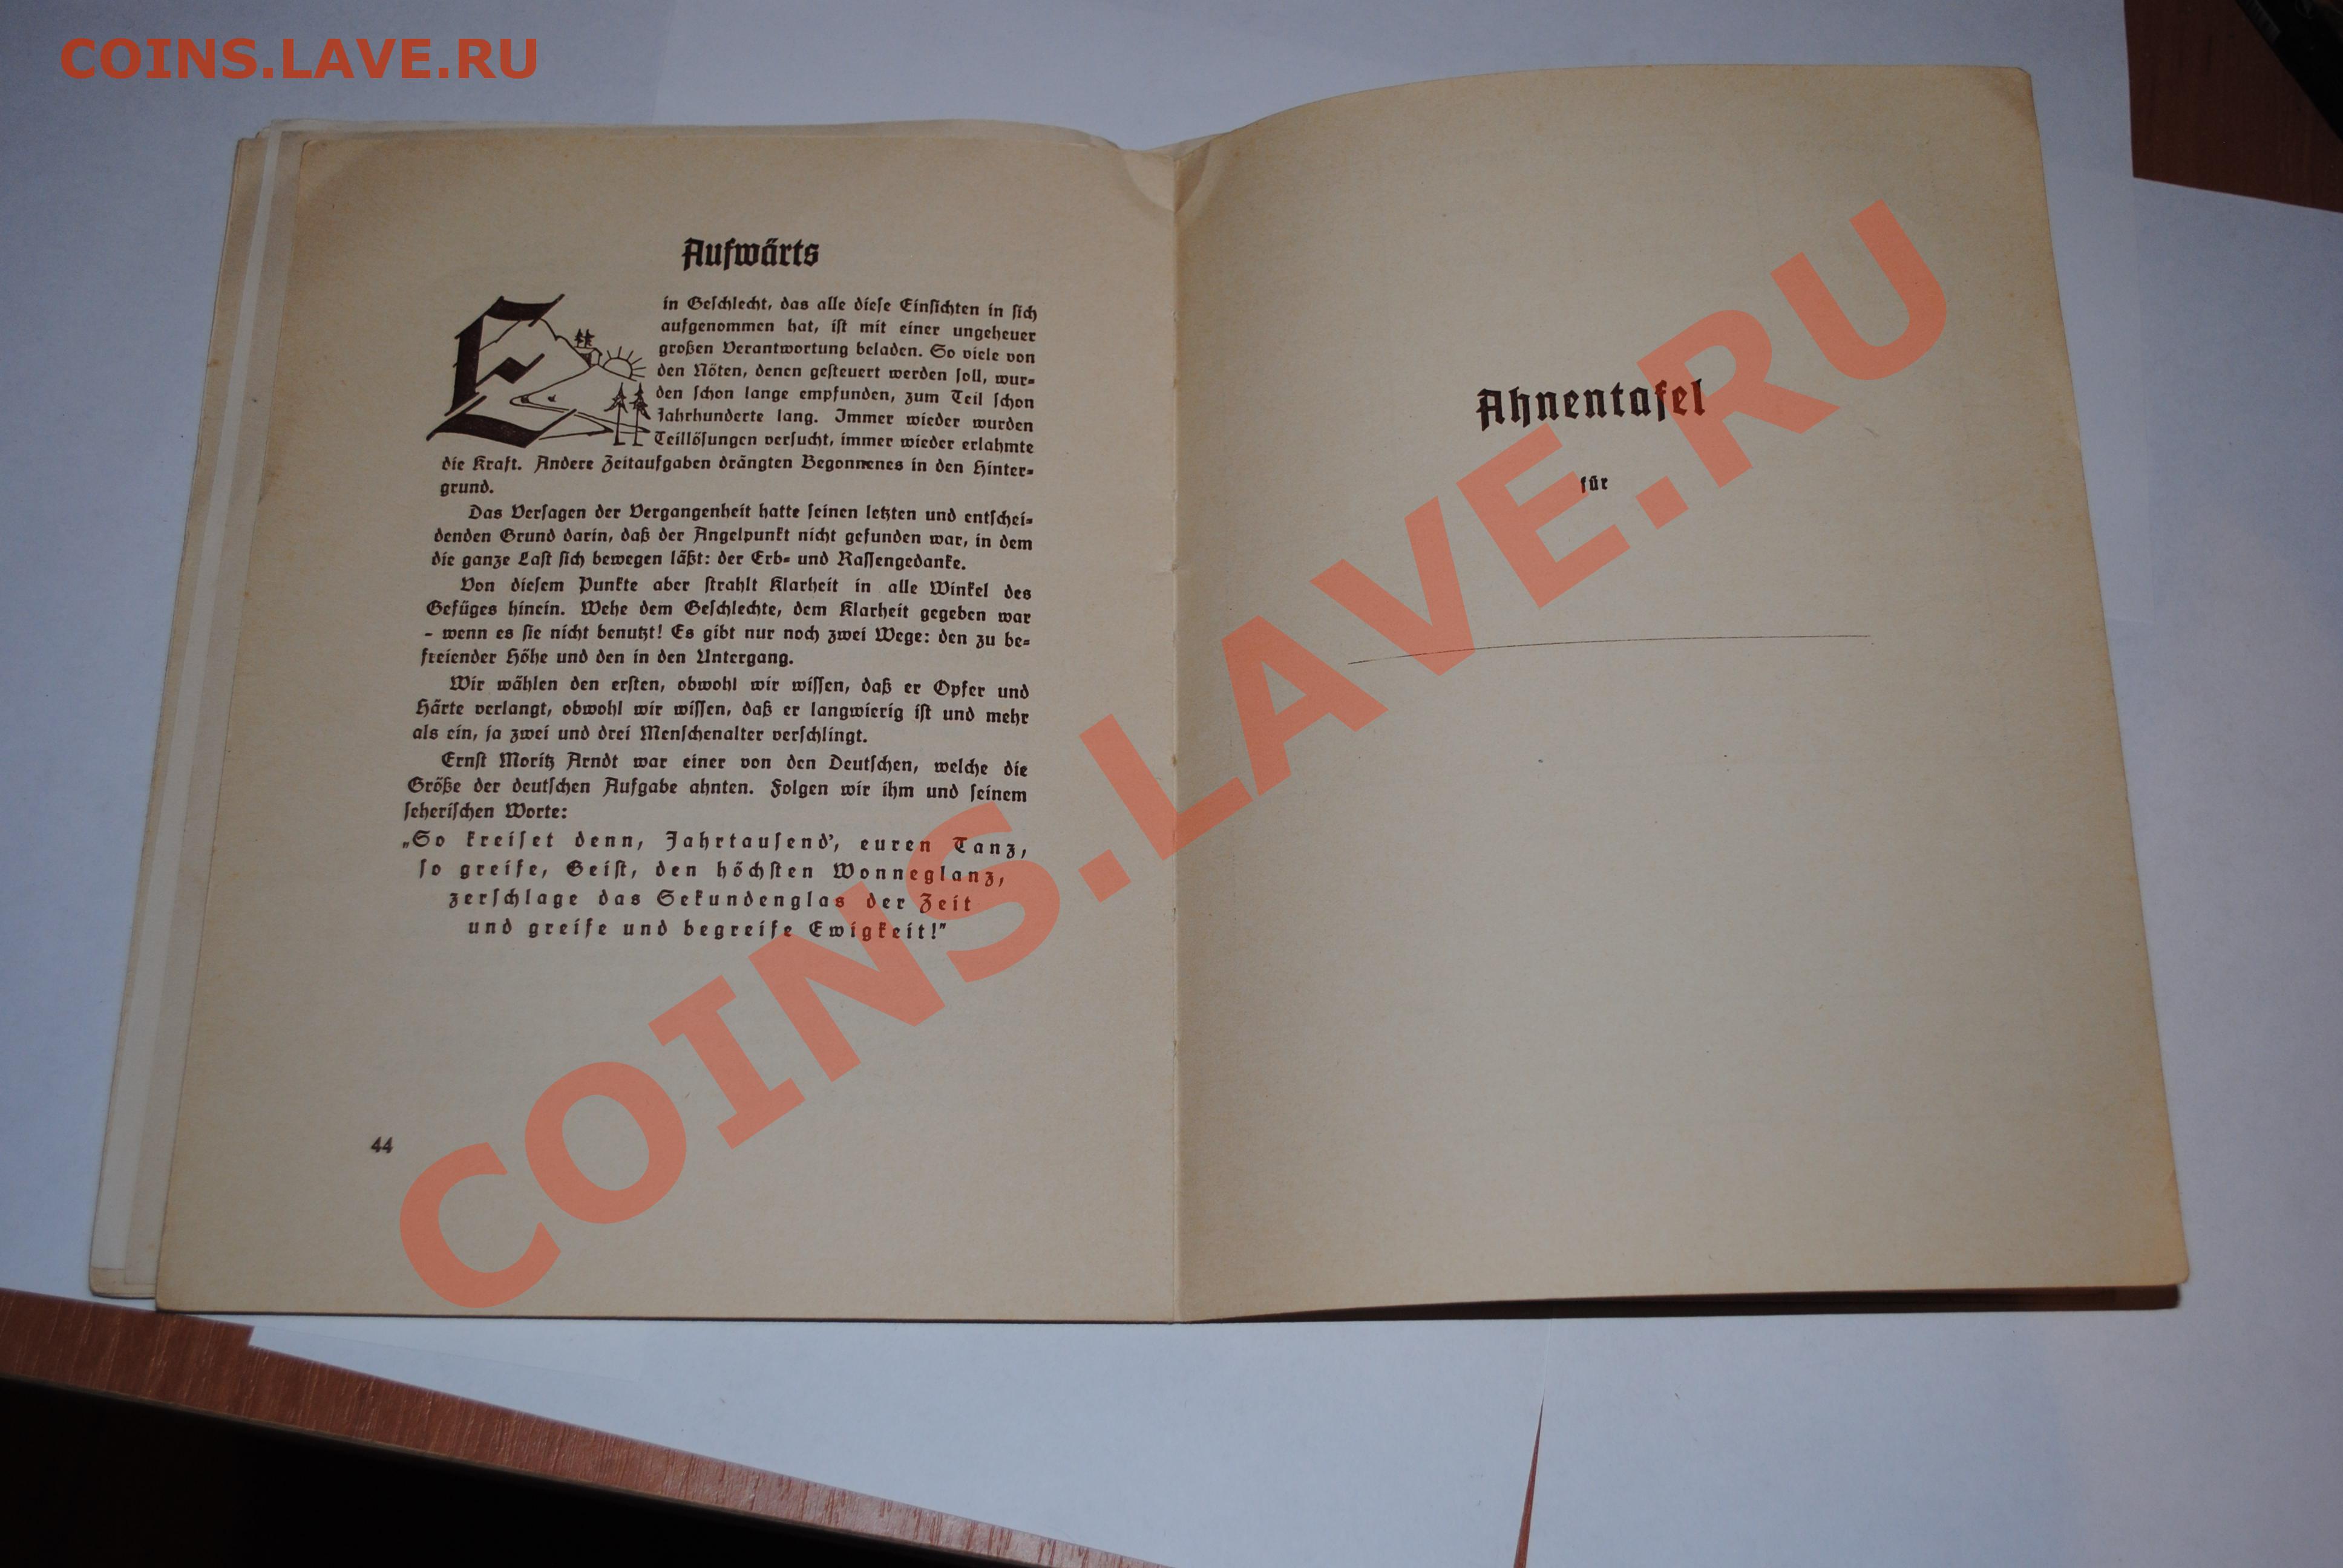 COINS.LAVE.RU
Aufwärts
Ein Geſchlecht, das alle dieſe Einſichten in ſich
aufgenommen hat, iſt mit einer ungeheuer
großen Verantwortung beladen. So viele von
den Nöten, denen geſteuert werden ſoll, wur-
den ſchon lange empfunden, zum Teil ſchon
Jahrhunderte lang. Immer wieder wurden
Teillöſungen verſucht, immer wieder erlahmte
die Kraft. Andere Zeitaufgaben drängten Begonnenes in den Hinter-
grund.
Das Verſagen der Vergangenheit hatte ſeinen letzten und entſchei-
denden Grund darin, daß der Angelpunkt nicht gefunden war, in dem
die ganze Laſt ſich bewegen läßt: der Erb- und Raſſengedanke.
Von dieſem Punkte aber ſtrahlt Klarheit in alle Winkel des
Gefüges hinein. Wehe dem Geſchlechte, dem Klarheit gegeben war
– wenn es ſie nicht benutzt! Es gibt nur noch zwei Wege: den zu be-
freiender Höhe und den in den Untergang.
Wir wählen den erſten, obwohl wir wiſſen, daß er Opfer und
Härte verlangt, obwohl wir wiſſen, daß er langwierig iſt und mehr
als ein, ja zwei und drei Menſchenalter verſchlingt.
Ernſt Moritz Arndt war einer von den Deutſchen, welche die
Größe der deutſchen Aufgabe ahnten. Folgen wir ihm und ſeinem
ſeheriſchen Worte:
„So kreiſet denn, Jahrtauſend’, euren Tanz,
ſo greife, Geiſt, den höchſten Wonneglanz,
zerſchlage das Sekundenglas der Zeit
und greife und begreife Ewigkeit!”
44
Ahnentafel
für
COINS.LAVE.RU